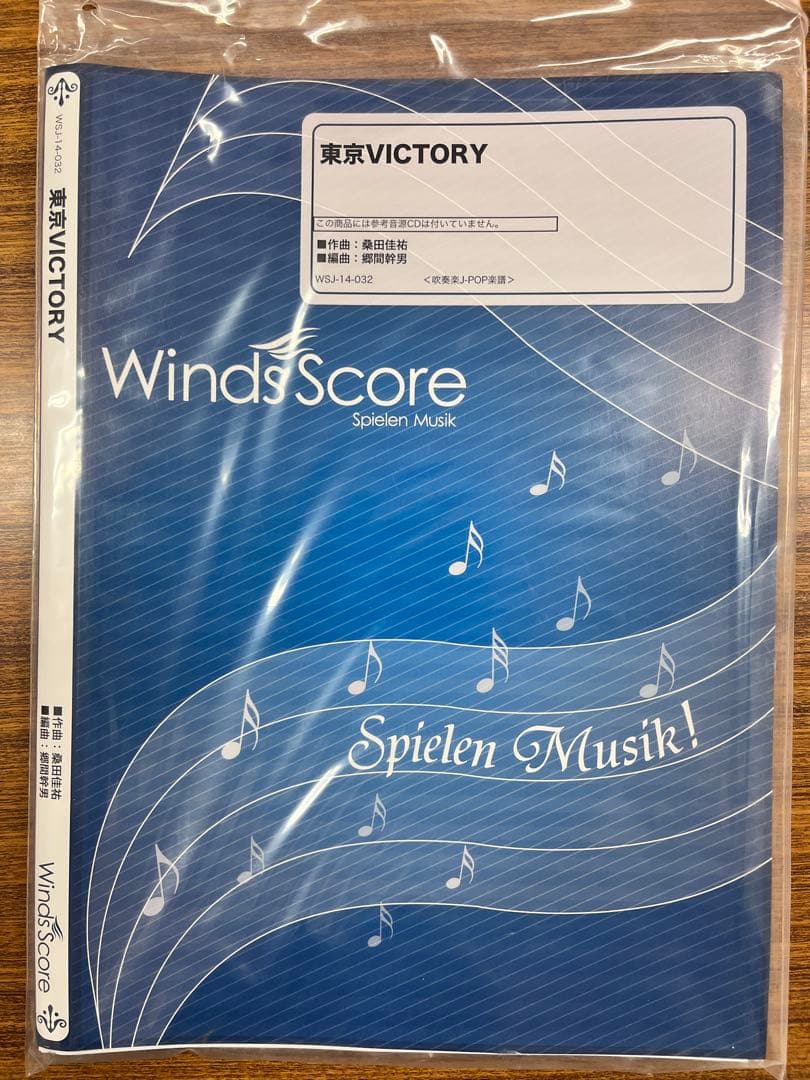 東京VICTORY
この商品には参考音源CDは付いていません。
■作曲：桑田佳祐
■編曲：郷間幹男
WSJ-14-032 ＜吹奏楽J-POP楽譜＞
WindsScore
Spielen Musik
Spielen Musik!
WSJ-14-032
東京VICTORY
■作曲：桑田佳祐
■編曲：郷間幹男
WindsScore